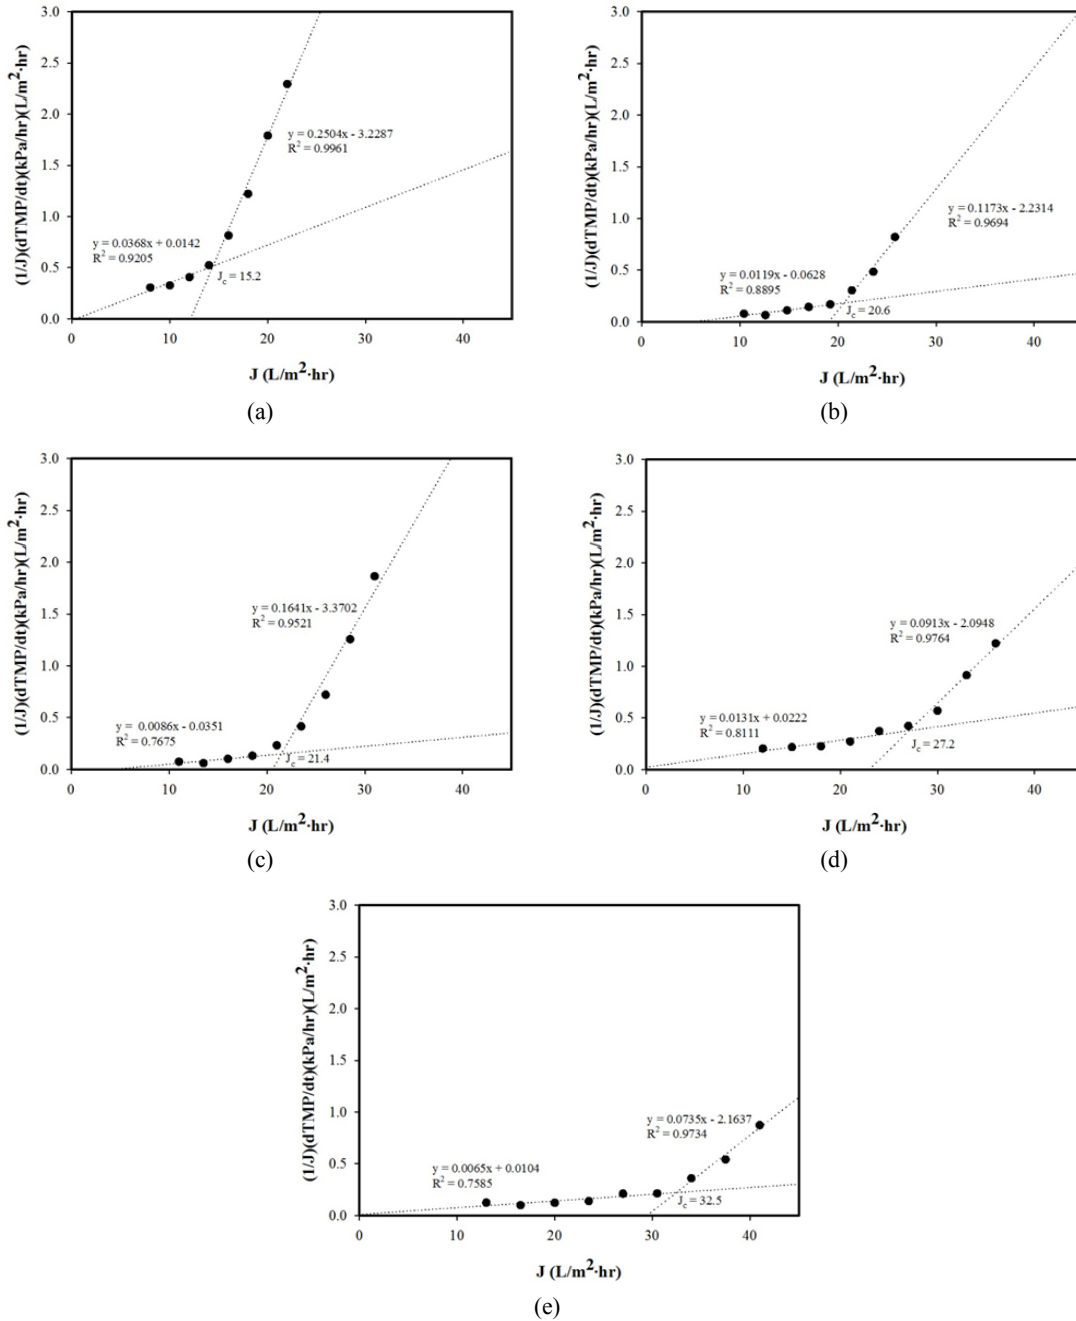 3.0
2.5
2.0
1.5
1.0
0.5
0.0
(1/J)(dTMP/dt)(kPa/hr)(L/m²·hr)
y = 0.2504x - 3.2287
R² = 0.9961
y = 0.0368x + 0.0142
R² = 0.9205
J_c = 15.2
0 10 20 30 40
J (L/m²·hr)
(a)
3.0
2.5
2.0
1.5
1.0
0.5
0.0
(1/J)(dTMP/dt)(kPa/hr)(L/m²·hr)
y = 0.1173x - 2.2314
R² = 0.9694
y = 0.0119x - 0.0628
R² = 0.8895
J_c = 20.6
0 10 20 30 40
J (L/m²·hr)
(b)
3.0
2.5
2.0
1.5
1.0
0.5
0.0
(1/J)(dTMP/dt)(kPa/hr)(L/m²·hr)
y = 0.1641x - 3.3702
R² = 0.9521
y = 0.0086x - 0.0351
R² = 0.7675
J_c = 21.4
0 10 20 30 40
J (L/m²·hr)
(c)
3.0
2.5
2.0
1.5
1.0
0.5
0.0
(1/J)(dTMP/dt)(kPa/hr)(L/m²·hr)
y = 0.0913x - 2.0948
R² = 0.9764
y = 0.0131x + 0.0222
R² = 0.8111
J_c = 27.2
0 10 20 30 40
J (L/m²·hr)
(d)
3.0
2.5
2.0
1.5
1.0
0.5
0.0
(1/J)(dTMP/dt)(kPa/hr)(L/m²·hr)
y = 0.0735x - 2.1637
R² = 0.9734
y = 0.0065x + 0.0104
R² = 0.7585
J_c = 32.5
0 10 20 30 40
J (L/m²·hr)
(e)